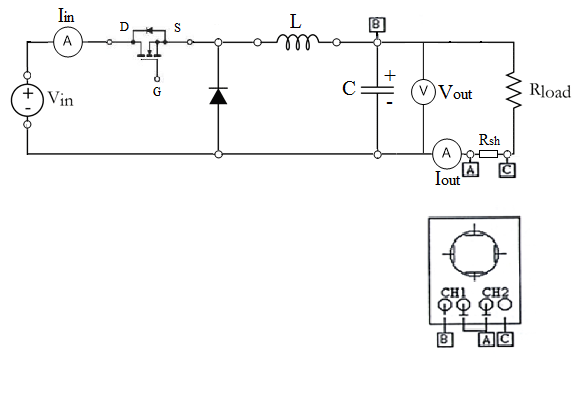 Iin
L
B
D
S
A
G
+
Vin
C
+
-
V
Vout
Rload
Rsh
A
Iout
A
C
CH1
CH2
B
A
C